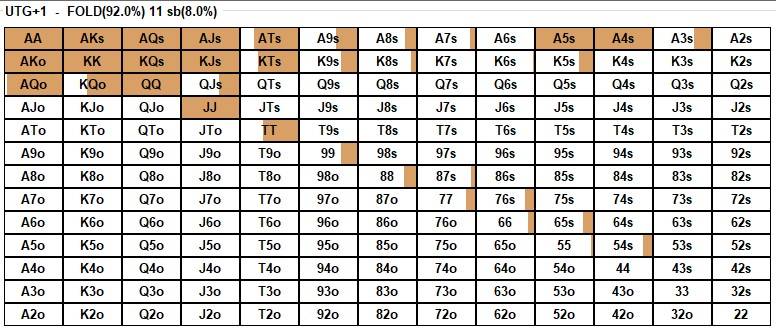 UTG+1 - FOLD(92.0%) 11 sb(8.0%)
AA AKs AQs AJs ATs A9s A8s A7s A6s A5s A4s A3s A2s
AKo KK KQs KJs KTs K9s K8s K7s K6s K5s K4s K3s K2s
AQo KQo QQ QJs QTs Q9s Q8s Q7s Q6s Q5s Q4s Q3s Q2s
AJo KJo QJo JJ JTs J9s J8s J7s J6s J5s J4s J3s J2s
ATo KTo QTo JTo TT T9s T8s T7s T6s T5s T4s T3s T2s
A9o K9o Q9o J9o T9o 99 98s 97s 96s 95s 94s 93s 92s
A8o K8o Q8o J8o T8o 98o 88 87s 86s 85s 84s 83s 82s
A7o K7o Q7o J7o T7o 97o 87o 77 76s 75s 74s 73s 72s
A6o K6o Q6o J6o T6o 96o 86o 76o 66 65s 64s 63s 62s
A5o K5o Q5o J5o T5o 95o 85o 75o 65o 55 54s 53s 52s
A4o K4o Q4o J4o T4o 94o 84o 74o 64o 54o 44 43s 42s
A3o K3o Q3o J3o T3o 93o 83o 73o 63o 53o 43o 33 32s
A2o K2o Q2o J2o T2o 92o 82o 72o 62o 52o 42o 32o 22